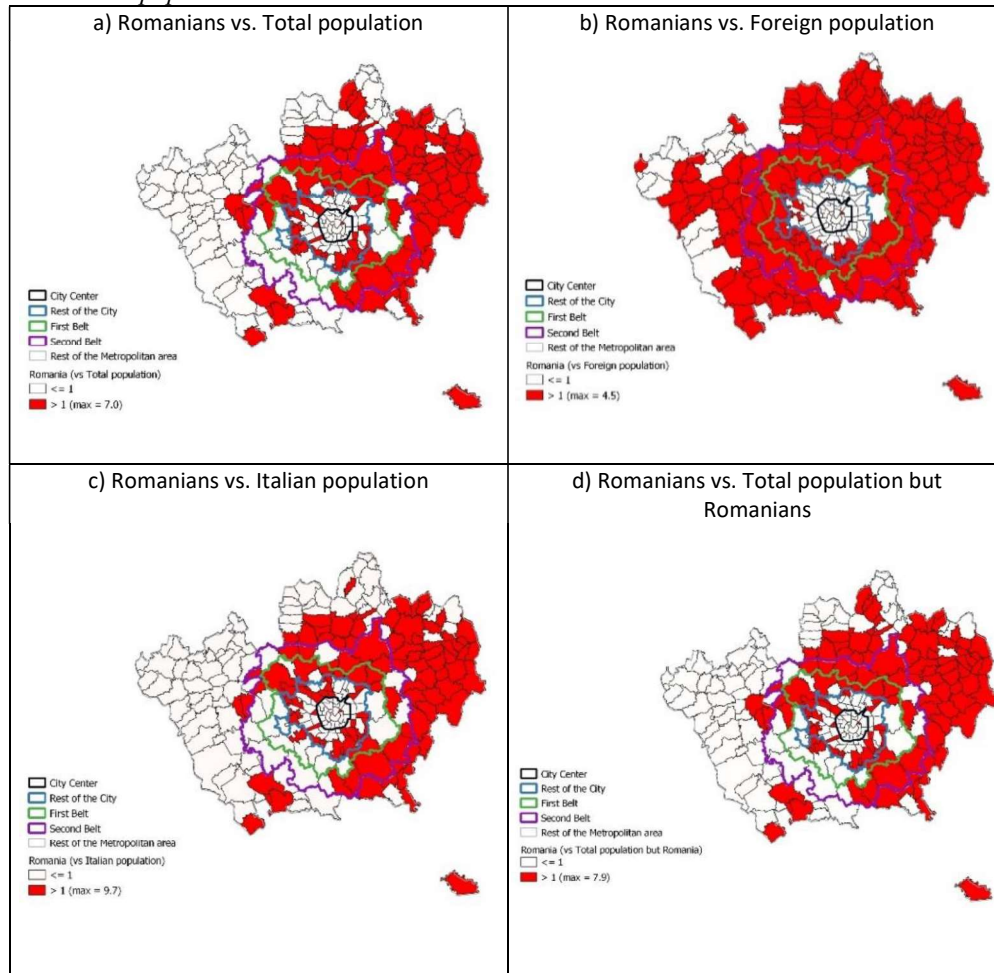 a) Romanians vs. Total population
b) Romanians vs. Foreign population
City Center
Rest of the City
First Belt
Second Belt
Rest of the Metropolitan area
Romania (vs Total population)
<= 1
> 1 (max = 7.0)
City Center
Rest of the City
First Belt
Second Belt
Rest of the Metropolitan area
Romania (vs Foreign population)
<= 1
> 1 (max = 4.5)
c) Romanians vs. Italian population
d) Romanians vs. Total population but
Romanians
City Center
Rest of the City
First Belt
Second Belt
Rest of the Metropolitan area
Romania (vs Italian population)
<= 1
> 1 (max = 9.7)
City Center
Rest of the City
First Belt
Second Belt
Rest of the Metropolitan area
Romania (vs Total population but Romania)
<= 1
> 1 (max = 7.9)